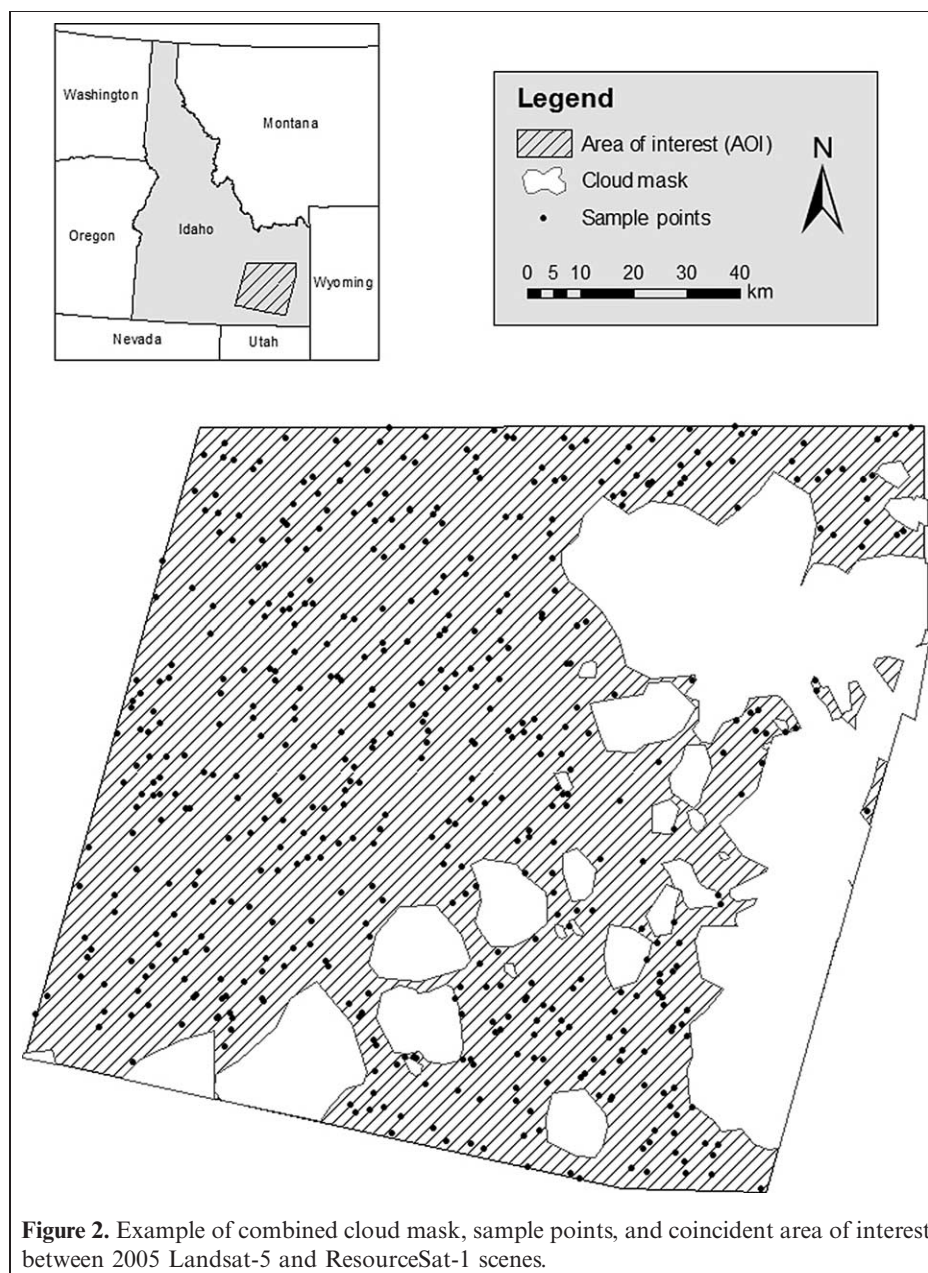 Washington
Montana
Oregon
Idaho
Wyoming
Nevada
Utah
Legend
Area of interest (AOI)
Cloud mask
Sample points
N
0 5 10 20 30 40
km
Figure 2. Example of combined cloud mask, sample points, and coincident area of interest
between 2005 Landsat-5 and ResourceSat-1 scenes.